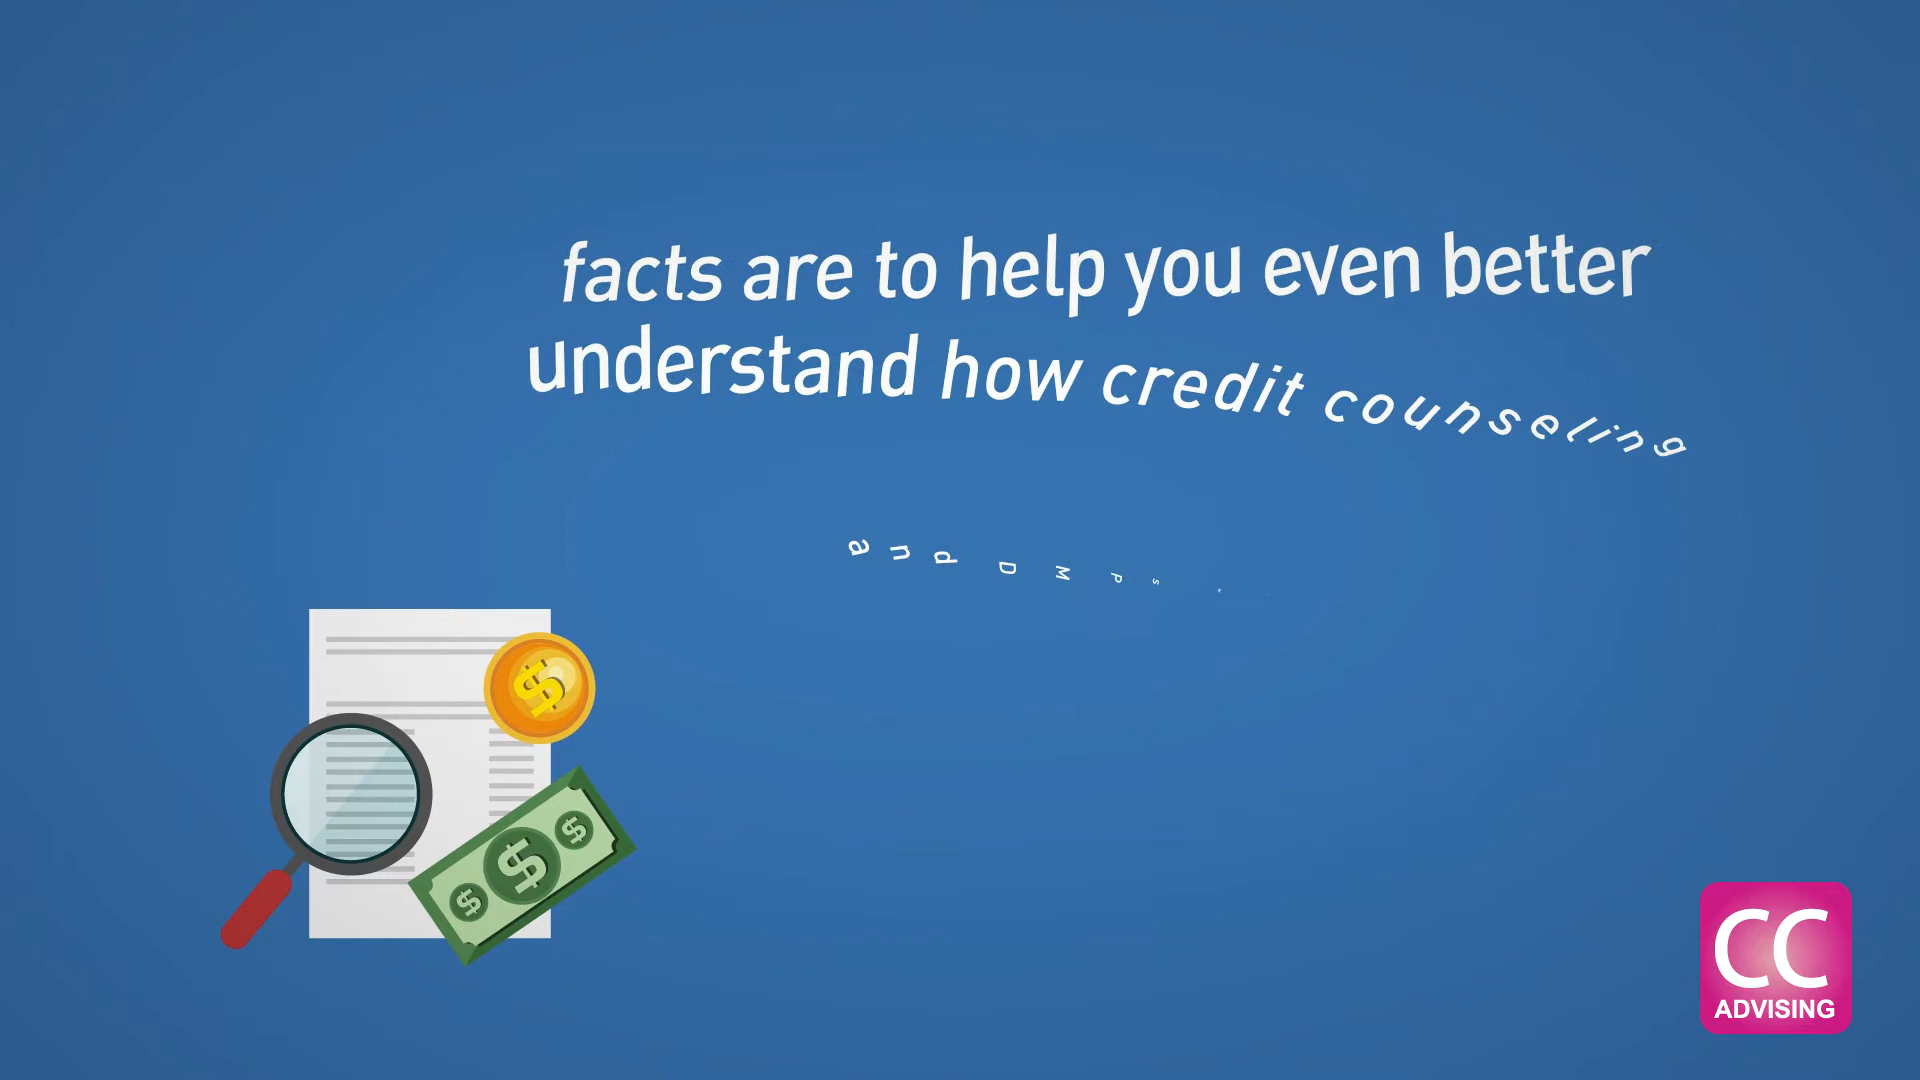 facts are to help you even better
understand how credit counseling
and DMPs.
CC
ADVISING